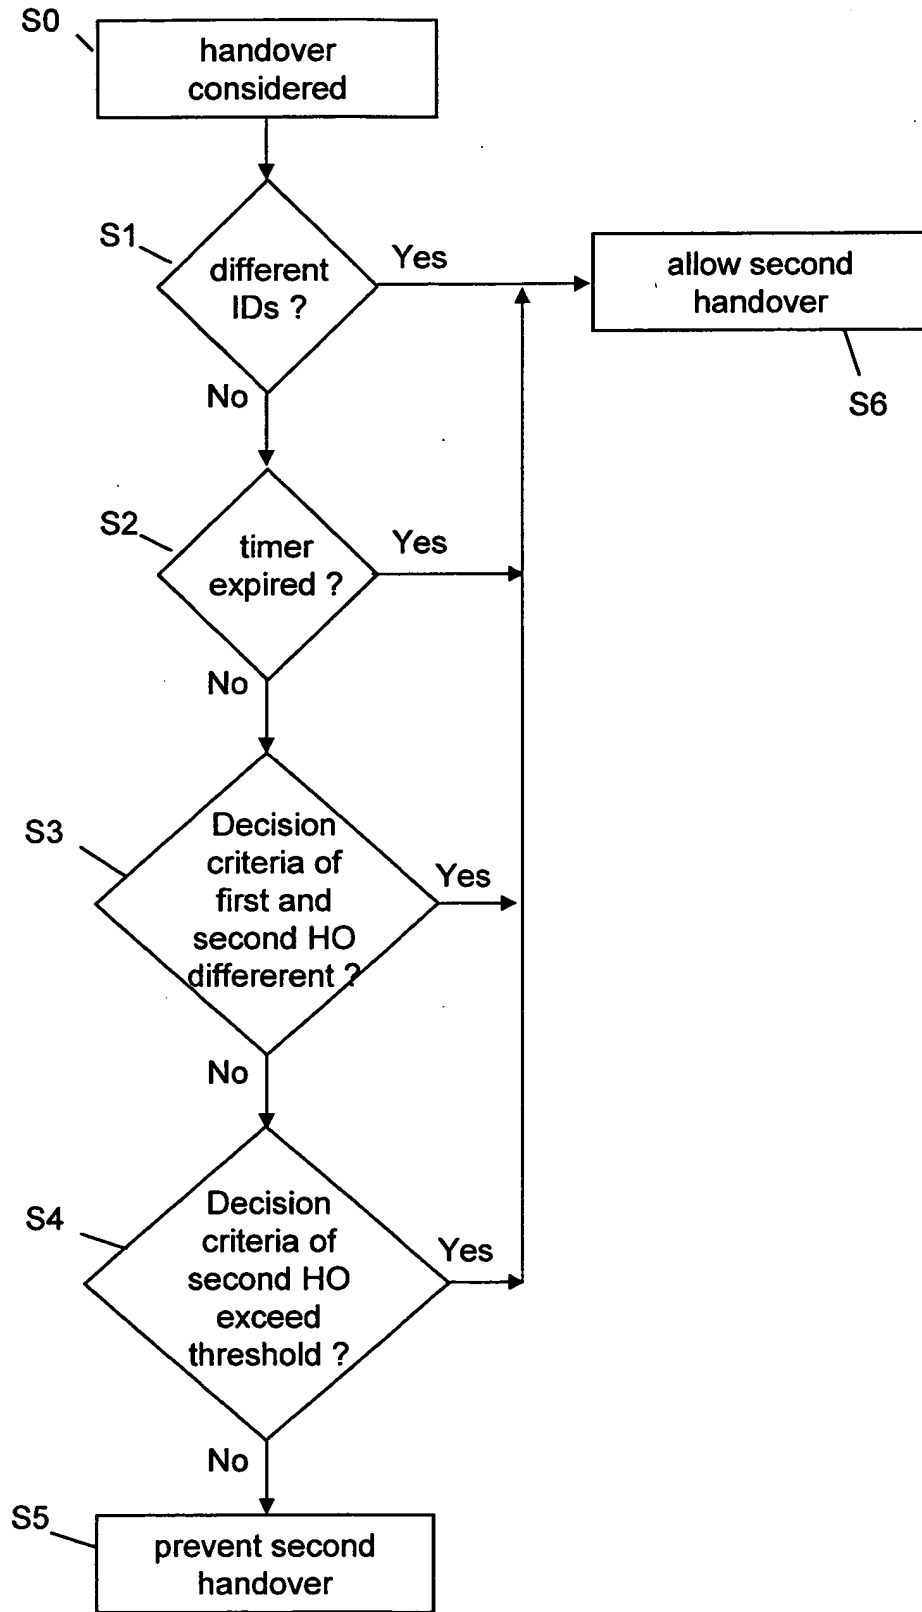 S0
handover
considered
S1
different
IDs ?
Yes
allow second
handover
S6
No
S2
timer
expired ?
Yes
No
S3
Decision
criteria of
first and
second HO
differerent ?
Yes
No
S4
Decision
criteria of
second HO
exceed
threshold ?
Yes
No
S5
prevent second
handover